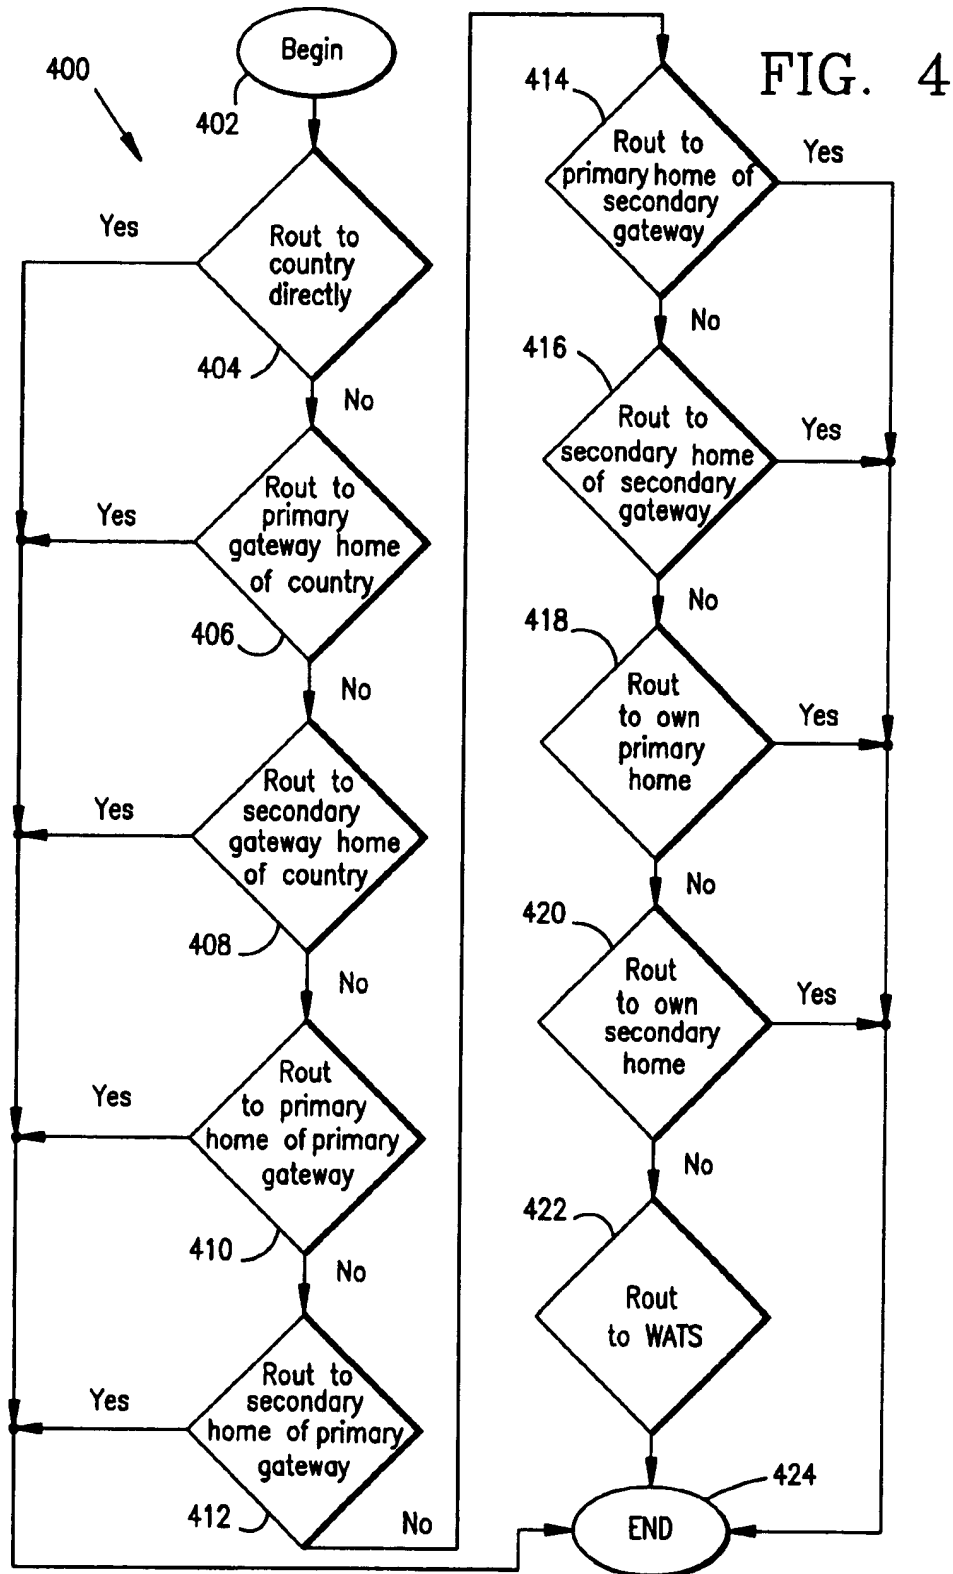 FIG. 4
400
Begin
402
Rout to
country
directly
Yes
404
No
Rout to
primary
gateway home
of country
Yes
406
No
Rout to
secondary
gateway home
of country
Yes
408
No
Rout
to primary
home of primary
gateway
Yes
410
No
Rout to
secondary
home of primary
gateway
Yes
412
No
414
Rout to
primary home of
secondary
gateway
Yes
No
416
Rout to
secondary home
of secondary
gateway
Yes
No
418
Rout
to own
primary
home
Yes
No
420
Rout
to own
secondary
home
Yes
No
422
Rout
to WATS
424
END